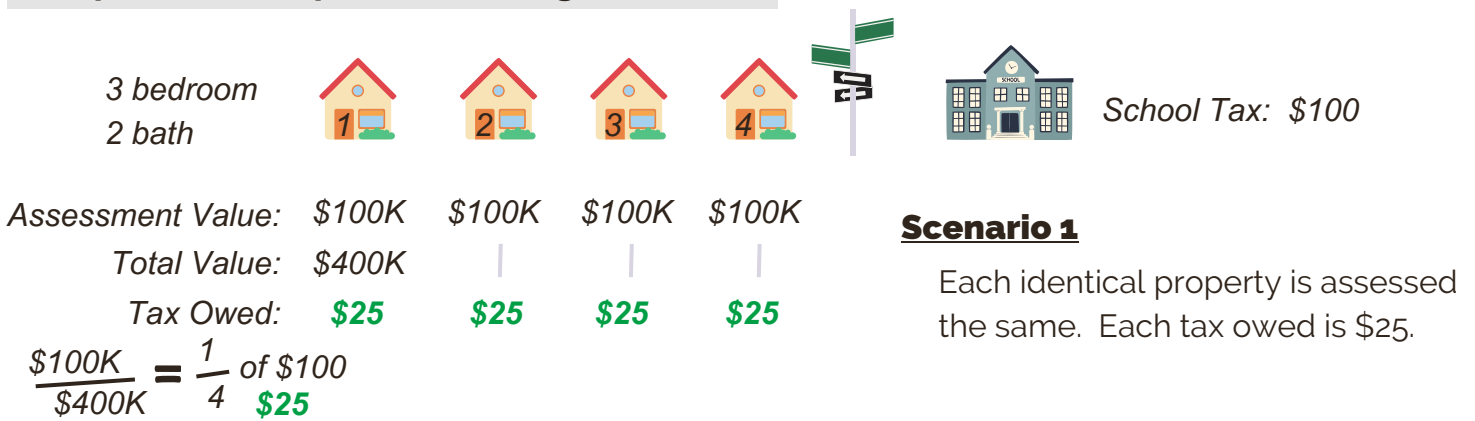 3 bedroom
2 bath
1 2 3 4
SCHOOL
School Tax: $100
Assessment Value: $100K $100K $100K $100K
Total Value: $400K
Tax Owed: $25 $25 $25 $25
$100K = 1 of $100
$400K 4 $25
Scenario 1
Each identical property is assessed
the same. Each tax owed is $25.